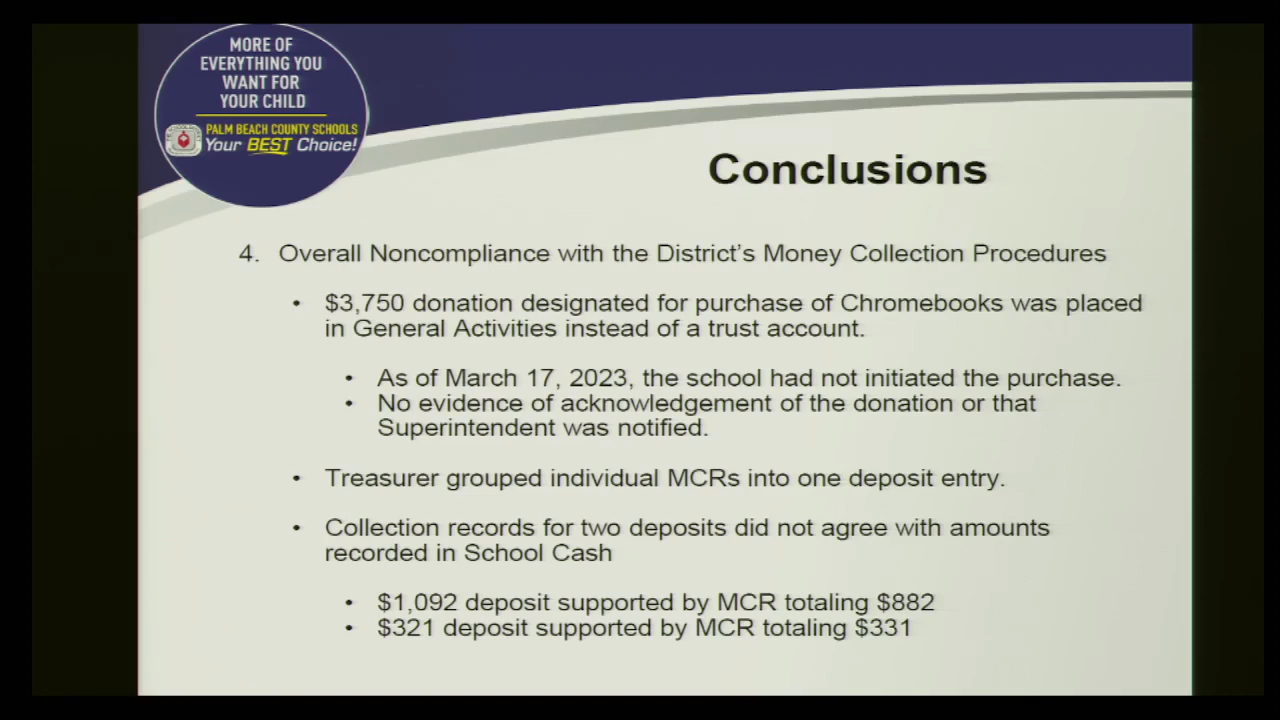 MORE OF
EVERYTHING YOU
WANT FOR
YOUR CHILD
PALM BEACH COUNTY SCHOOLS
Your BEST Choice!
Conclusions
4. Overall Noncompliance with the District's Money Collection Procedures
• $3,750 donation designated for purchase of Chromebooks was placed
in General Activities instead of a trust account.
• As of March 17, 2023, the school had not initiated the purchase.
• No evidence of acknowledgement of the donation or that
Superintendent was notified.
• Treasurer grouped individual MCRs into one deposit entry.
• Collection records for two deposits did not agree with amounts
recorded in School Cash
• $1,092 deposit supported by MCR totaling $882
• $321 deposit supported by MCR totaling $331